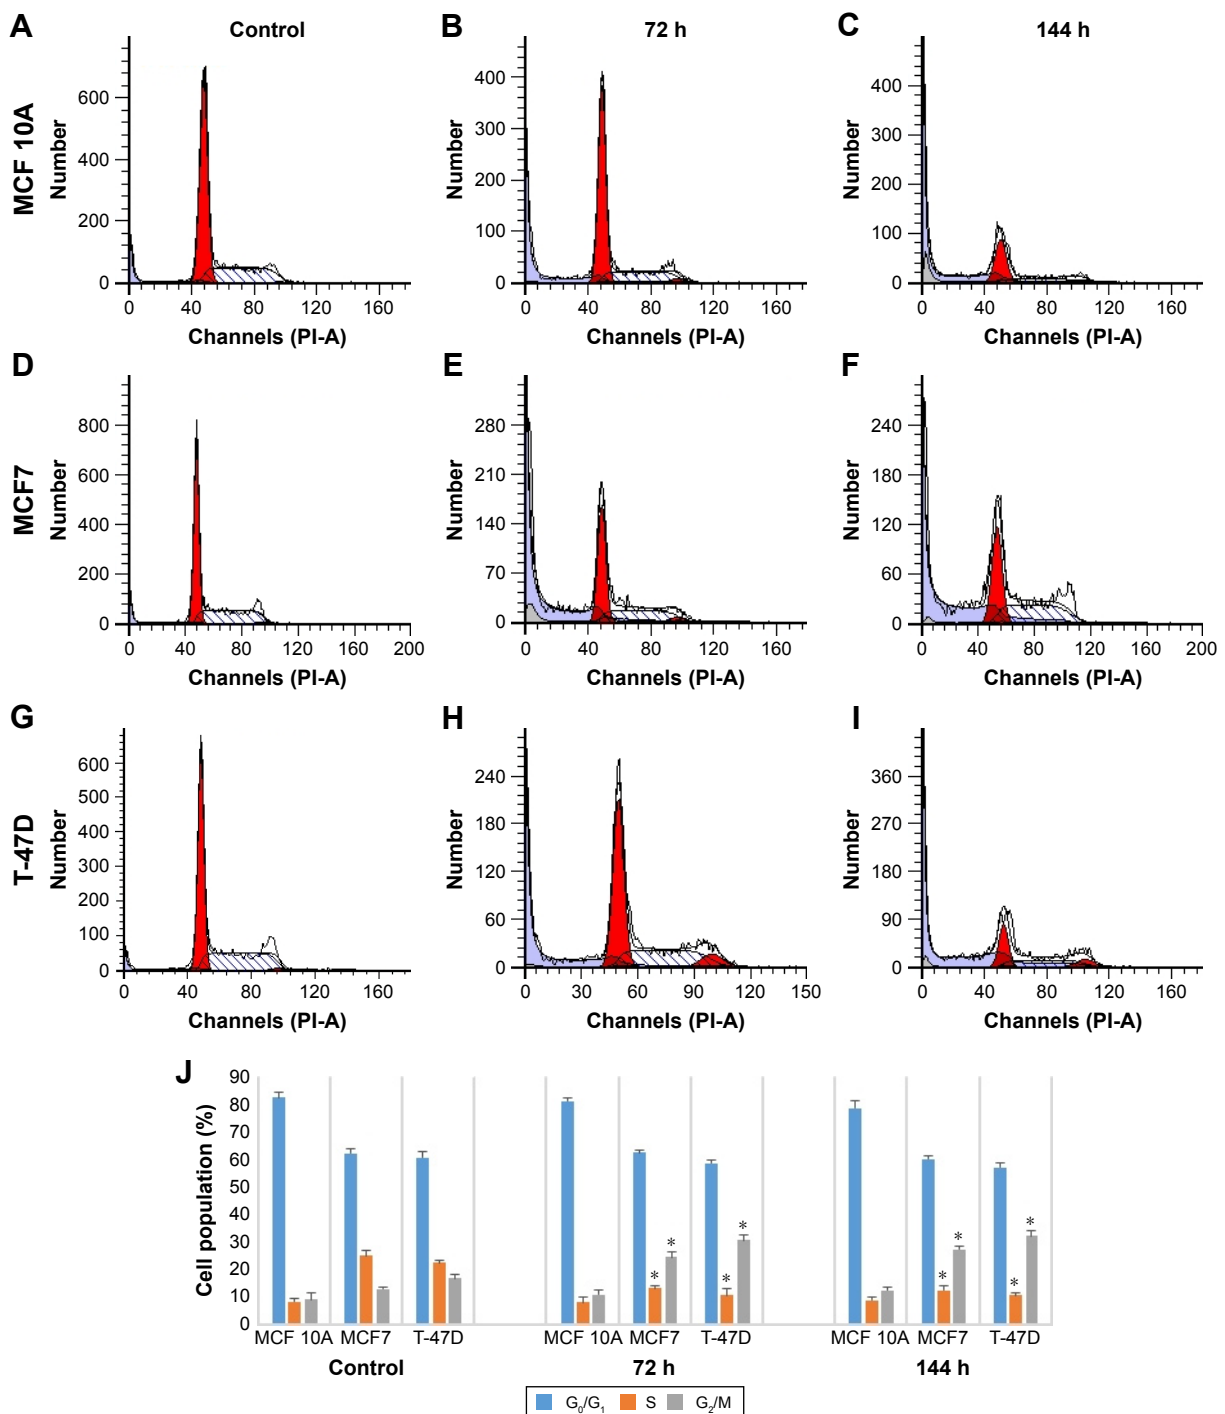 A Control B 72 h C 144 h
MCF 10A
Number
600
400
200
0
0 40 80 120 160
Channels (PI-A)
Number
400
300
200
100
0
0 40 80 120 160
Channels (PI-A)
Number
400
300
200
100
0
0 40 80 120 160
Channels (PI-A)
D E F
MCF7
Number
800
600
400
200
0
0 40 80 120 160 200
Channels (PI-A)
Number
280
210
140
70
0
0 40 80 120 160
Channels (PI-A)
Number
240
180
120
60
0
0 40 80 120 160 200
Channels (PI-A)
G H I
T-47D
Number
600
500
400
300
200
100
0
0 40 80 120 160
Channels (PI-A)
Number
240
180
120
60
0
0 30 60 90 120 150
Channels (PI-A)
Number
360
270
180
90
0
0 40 80 120 160
Channels (PI-A)
J
Cell population (%)
90
80
70
60
50
40
30
20
10
0
* * * *
* * * *
MCF 10A MCF7 T-47D MCF 10A MCF7 T-47D MCF 10A MCF7 T-47D
Control 72 h 144 h
G₀/G₁ S G₂/M